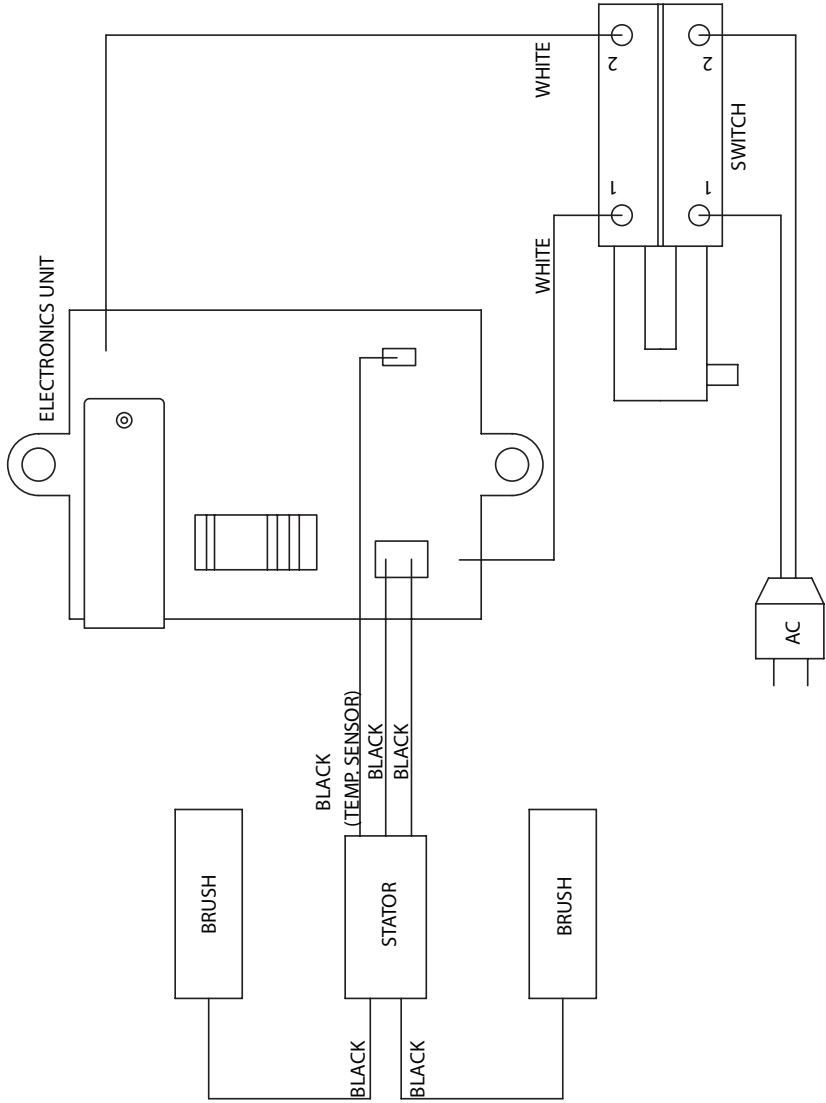 WHITE
2
2
SWITCH
1
1
WHITE
ELECTRONICS UNIT
AC
BLACK
(TEMP. SENSOR)
BLACK
BLACK
BRUSH
STATOR
BRUSH
BLACK
BLACK